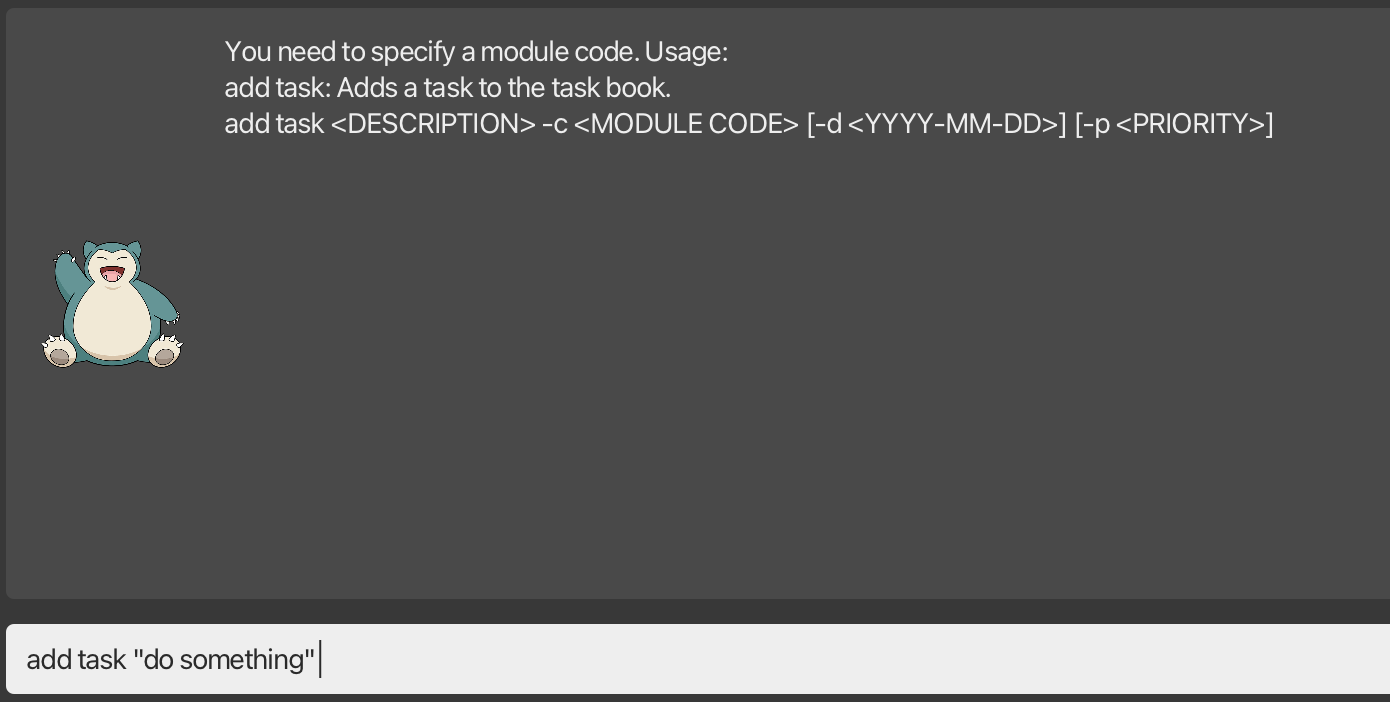 You need to specify a module code. Usage:
add task: Adds a task to the task book.
add task <DESCRIPTION> -c <MODULE CODE> [-d <YYYY-MM-DD>] [-p <PRIORITY>]
add task "do something"